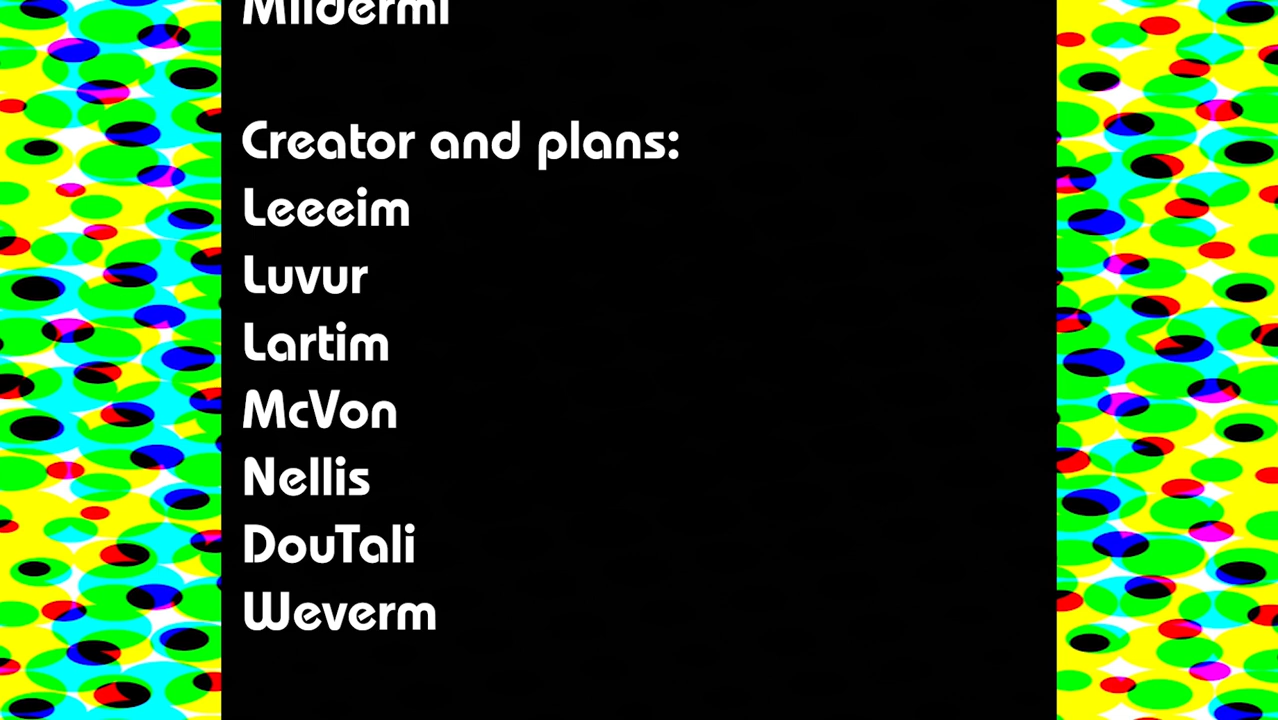 Creator and plans:
Leeeim
Luvur
Lartim
McVon
Nellis
DouTali
Weverm